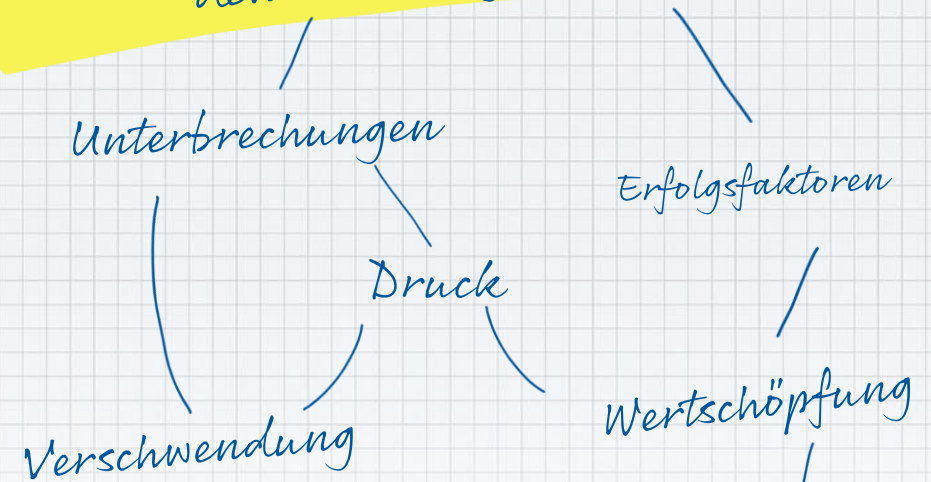 Unterbrechungen
Erfolgsfaktoren
Druck
Wertschöpfung
Verschwendung